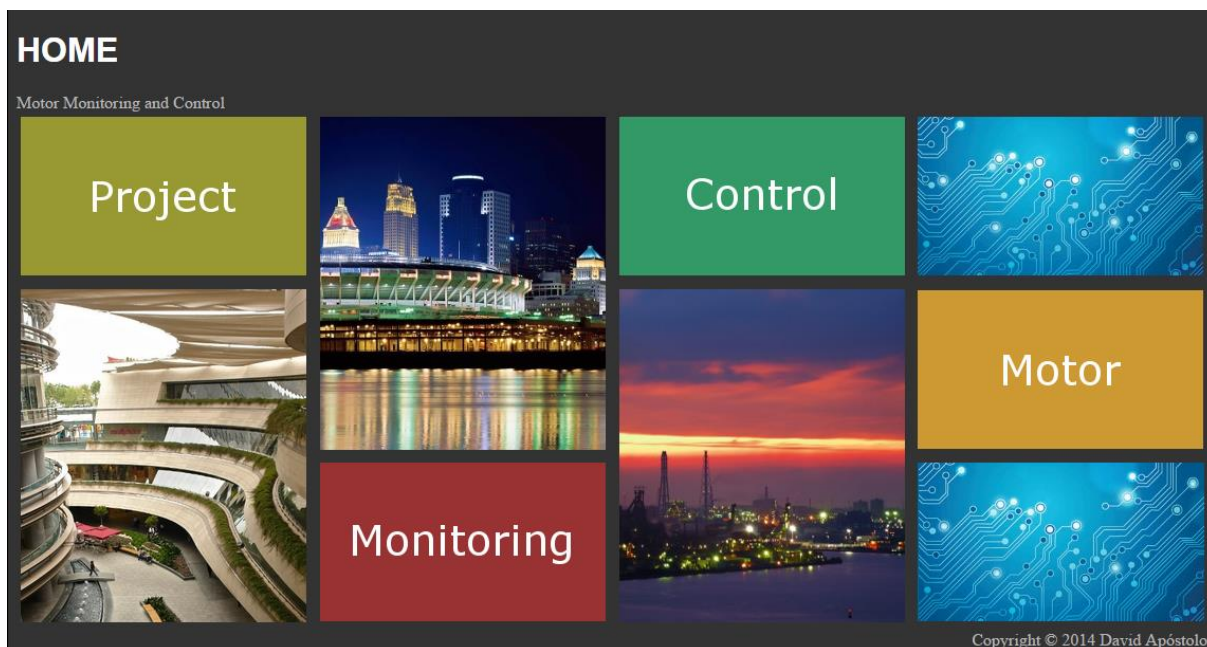 HOME
Motor Monitoring and Control
Project
Control
Motor
Monitoring
Copyright © 2014 David Apóstolo